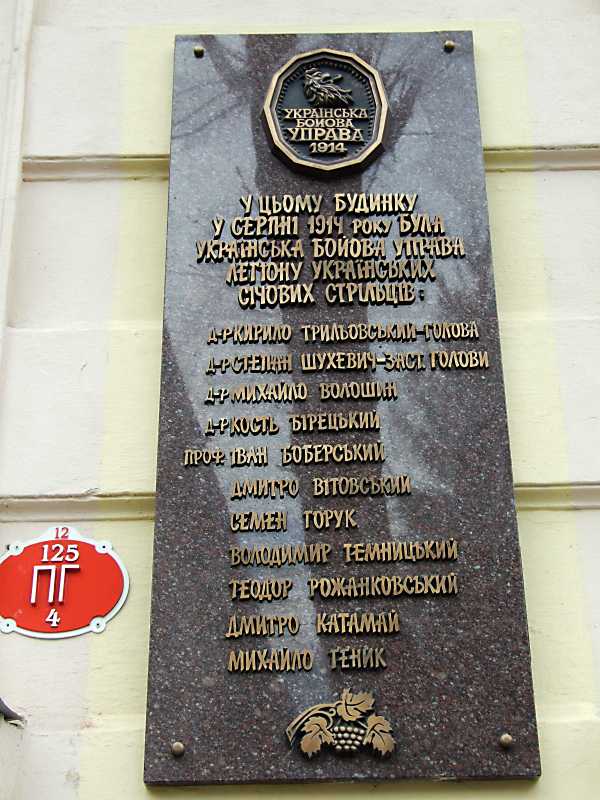 УКРАЇНСЬКА
БОЙОВА
УПРАВА
1914
У ЦЬОМУ БУДИНКУ
У СЕРПНІ 1914 РОКУ БУЛА
УКРАЇНСЬКА БОЙОВА УПРАВА
ЛЕГІОНУ УКРАЇНСЬКИХ
СІЧОВИХ СТРІЛЬЦІВ:
Д-Р КИРИЛО ТРИЛЬОВСЬКИЙ-ГОЛОВА
Д-Р СТЕПАН ШУХЕВИЧ-ЗАСТ. ГОЛОВИ
Д-Р МИХАЙЛО ВОЛОШИН
Д-Р КОСТЬ БІРЕЦЬКИЙ
ПРОФ. ІВАН БОБЕРСЬКИЙ
ДМИТРО ВІТОВСЬКИЙ
СЕМЕН ГОРУК
ВОЛОДИМИР ТЕМНИЦЬКИЙ
ТЕОДОР РОЖАНКОВСЬКИЙ
ДМИТРО КАТАМАЙ
МИХАЙЛО ГЕНИК
12
125
ПГ
4